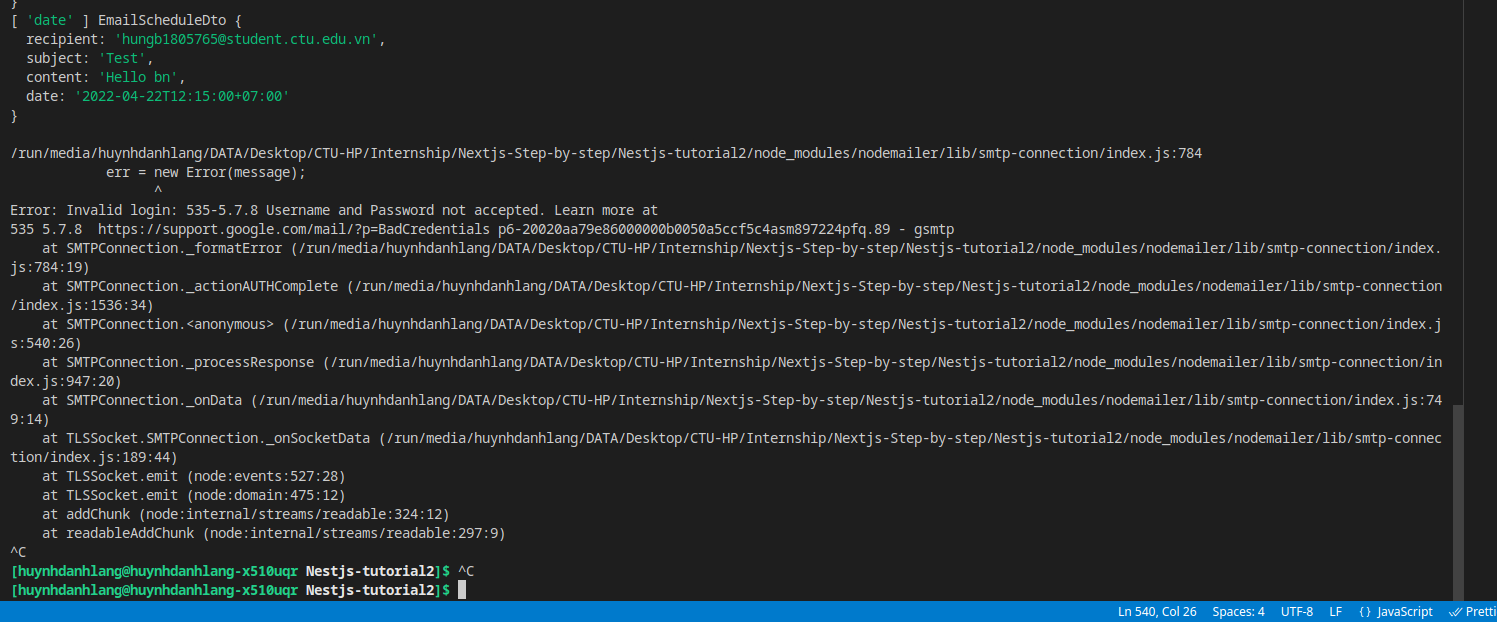 }
[ 'date' ] EmailScheduleDto {
  recipient: 'hungb1805765@student.ctu.edu.vn',
  subject: 'Test',
  content: 'Hello bn',
  date: '2022-04-22T12:15:00+07:00'
}
/run/media/huynhdanhlang/DATA/Desktop/CTU-HP/Internship/Nextjs-Step-by-step/Nestjs-tutorial2/node_modules/nodemailer/lib/smtp-connection/index.js:784
            err = new Error(message);
                  ^
Error: Invalid login: 535-5.7.8 Username and Password not accepted. Learn more at
535 5.7.8  https://support.google.com/mail/?p=BadCredentials p6-20020aa79e86000000b0050a5ccf5c4asm897224pfq.89 - gsmtp
    at SMTPConnection._formatError (/run/media/huynhdanhlang/DATA/Desktop/CTU-HP/Internship/Nextjs-Step-by-step/Nestjs-tutorial2/node_modules/nodemailer/lib/smtp-connection/index.
js:784:19)
    at SMTPConnection._actionAUTHComplete (/run/media/huynhdanhlang/DATA/Desktop/CTU-HP/Internship/Nextjs-Step-by-step/Nestjs-tutorial2/node_modules/nodemailer/lib/smtp-connection
/index.js:1536:34)
    at SMTPConnection.<anonymous> (/run/media/huynhdanhlang/DATA/Desktop/CTU-HP/Internship/Nextjs-Step-by-step/Nestjs-tutorial2/node_modules/nodemailer/lib/smtp-connection/index.j
s:540:26)
    at SMTPConnection._processResponse (/run/media/huynhdanhlang/DATA/Desktop/CTU-HP/Internship/Nextjs-Step-by-step/Nestjs-tutorial2/node_modules/nodemailer/lib/smtp-connection/in
dex.js:947:20)
    at SMTPConnection._onData (/run/media/huynhdanhlang/DATA/Desktop/CTU-HP/Internship/Nextjs-Step-by-step/Nestjs-tutorial2/node_modules/nodemailer/lib/smtp-connection/index.js:74
9:14)
    at TLSSocket.SMTPConnection._onSocketData (/run/media/huynhdanhlang/DATA/Desktop/CTU-HP/Internship/Nextjs-Step-by-step/Nestjs-tutorial2/node_modules/nodemailer/lib/smtp-connec
tion/index.js:189:44)
    at TLSSocket.emit (node:events:527:28)
    at TLSSocket.emit (node:domain:475:12)
    at addChunk (node:internal/streams/readable:324:12)
    at readableAddChunk (node:internal/streams/readable:297:9)
^C
[huynhdanhlang@huynhdanhlang-x510uqr Nestjs-tutorial2]$ ^C
[huynhdanhlang@huynhdanhlang-x510uqr Nestjs-tutorial2]$
Ln 540, Col 26 Spaces: 4 UTF-8 LF {} JavaScript Pretti